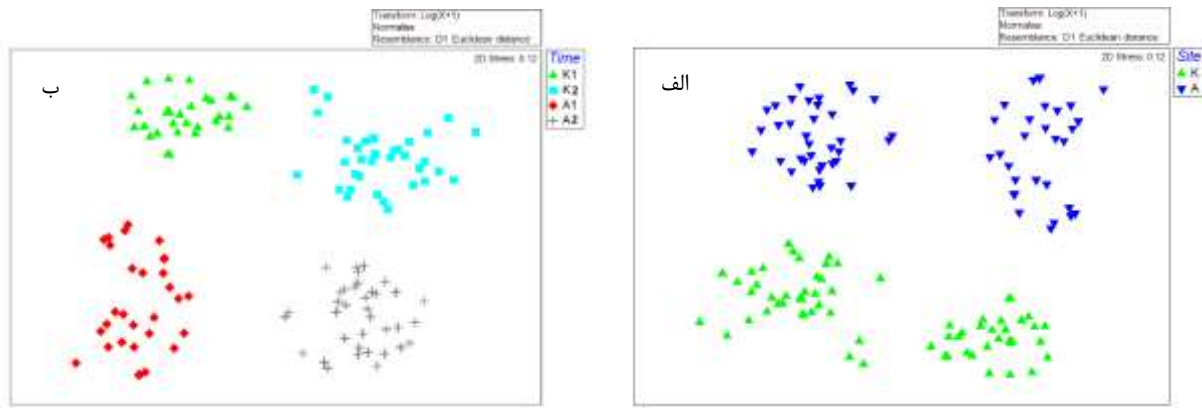 Transform: Log(X+1)
Normalise
Resemblance: D1 Euclidean distance
2D Stress: 0.12
Time
K1
K2
A1
A2
ب
Transform: Log(X+1)
Normalise
Resemblance: D1 Euclidean distance
2D Stress: 0.12
Site
K
A
الف